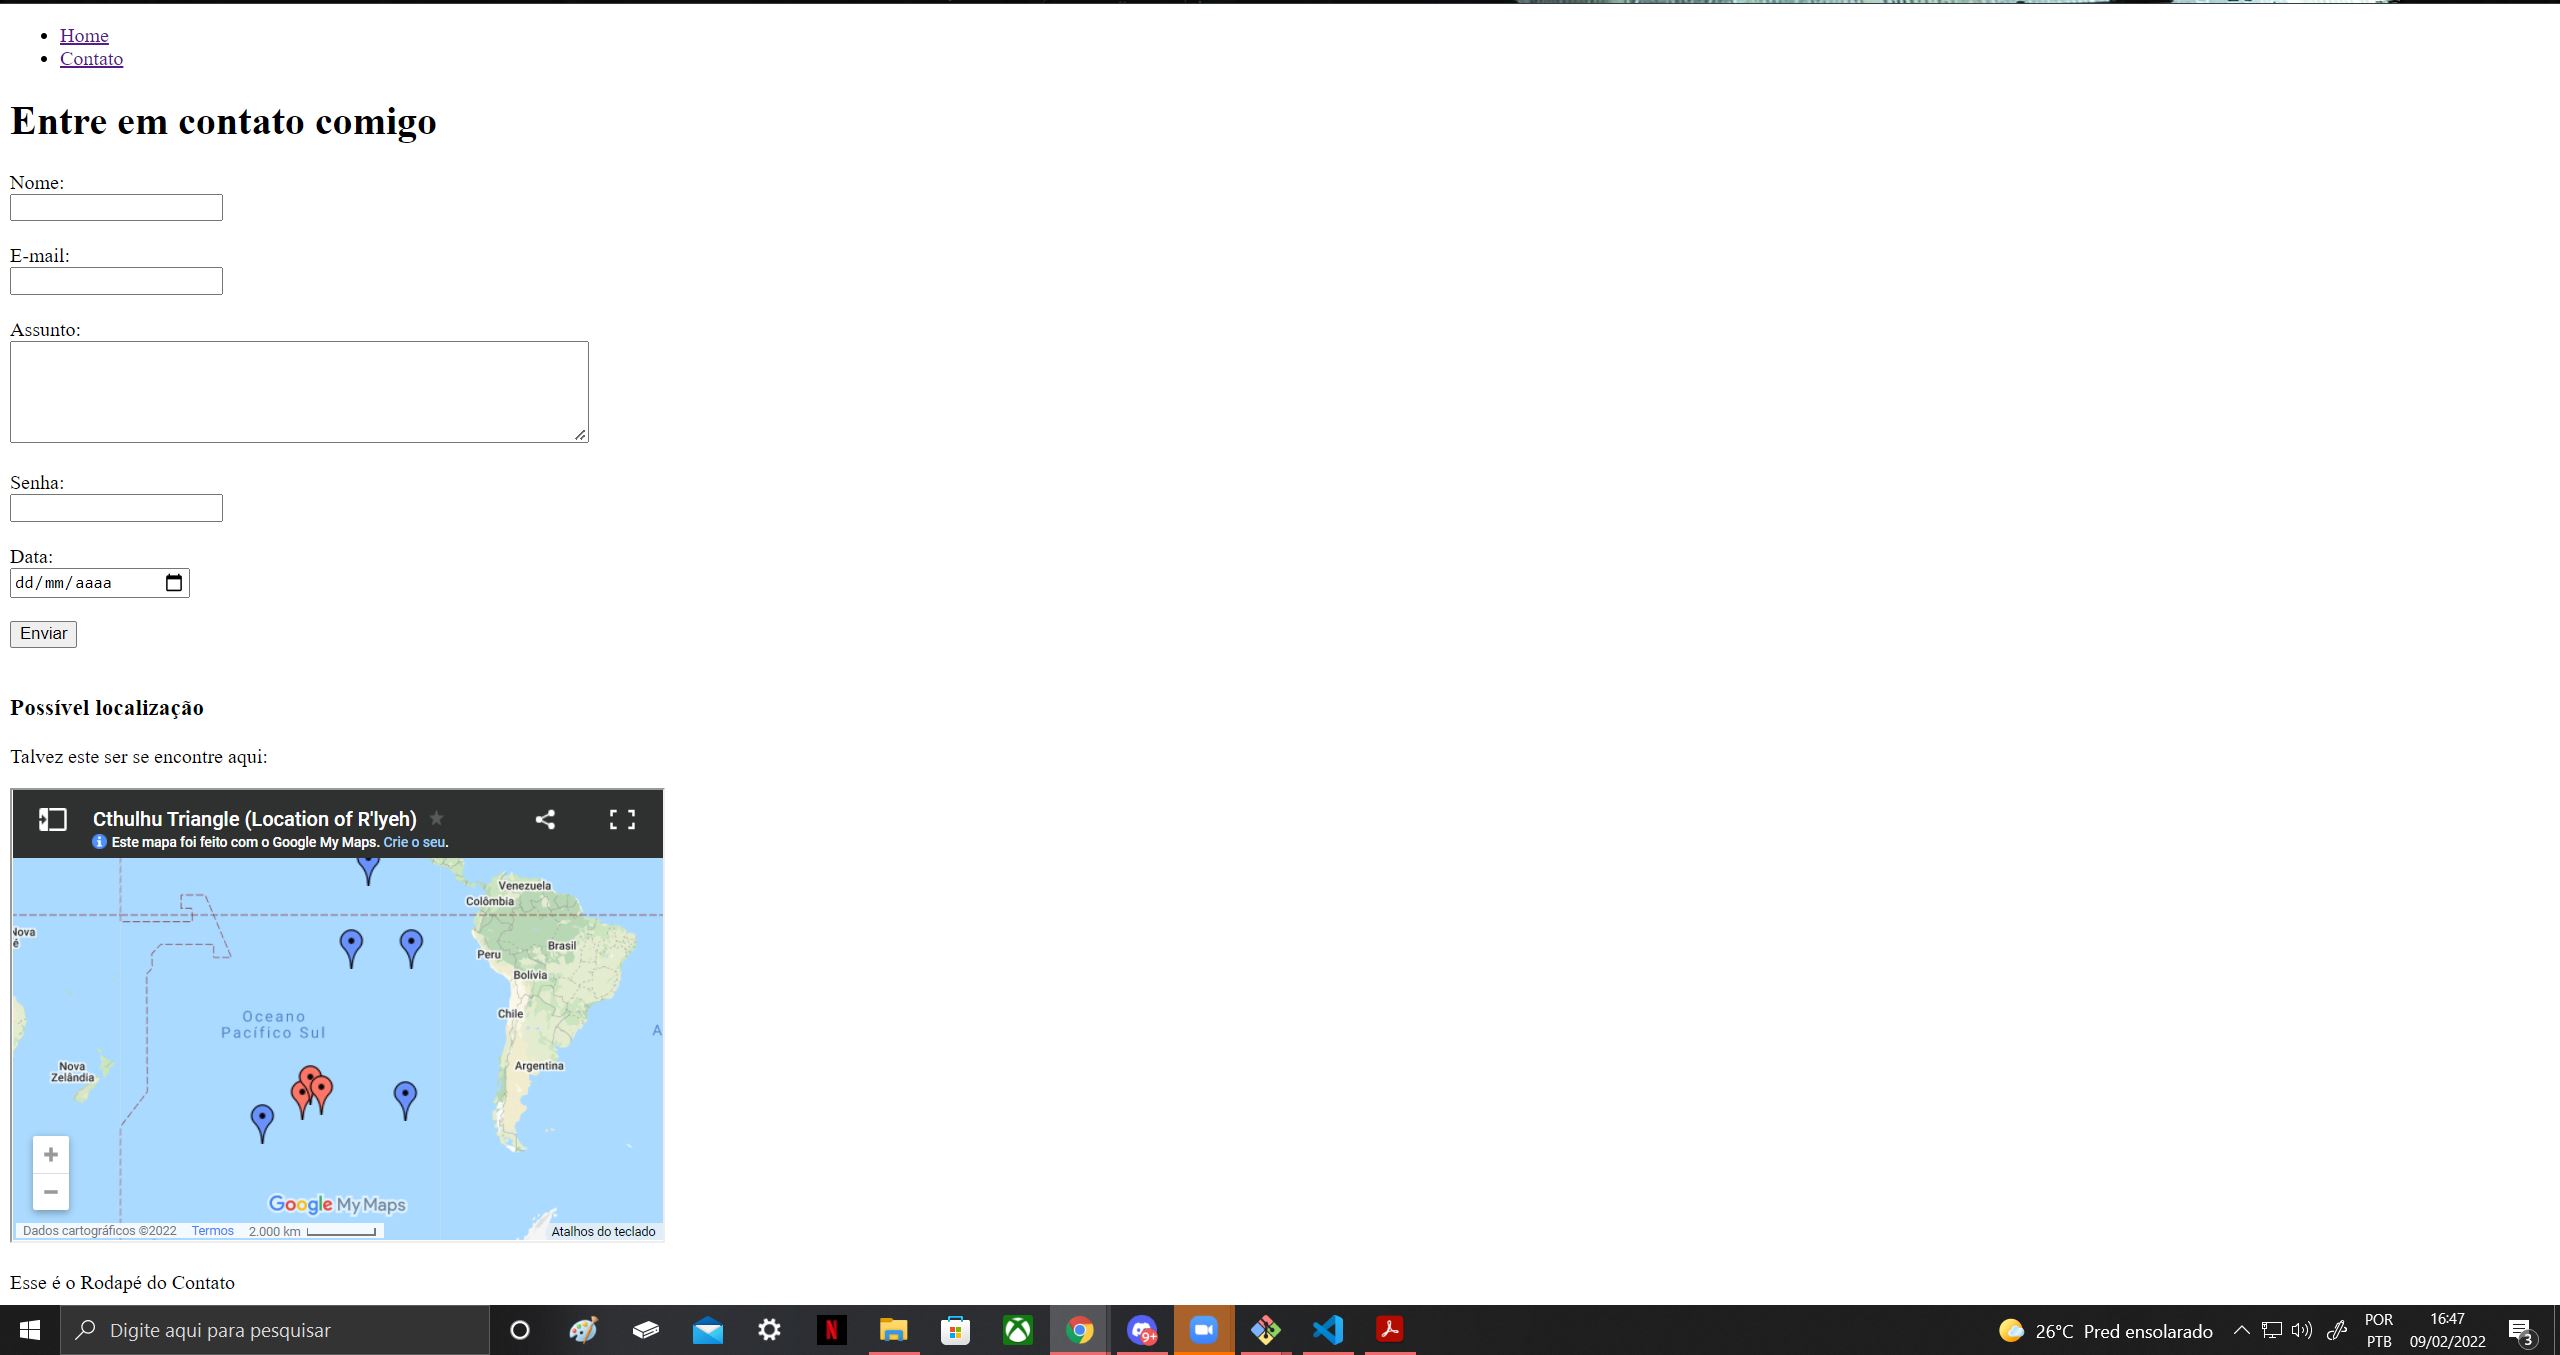 Home
Contato
Entre em contato comigo
Nome:
E-mail:
Assunto:
Senha:
Data:
dd/mm/aaaa
Enviar
Possível localização
Talvez este ser se encontre aqui:
Cthulhu Triangle (Location of R'lyeh)
Este mapa foi feito com o Google My Maps. Crie o seu.
Venezuela
Colômbia
Nova
é
Brasil
Peru
Bolívia
Chile
Oceano
Pacífico Sul
A
Nova
Zelândia
Argentina
+
−
Google My Maps
Dados cartográficos ©2022 Termos 2.000 km
Atalhos do teclado
Esse é o Rodapé do Contato
Digite aqui para pesquisar
N
9+
26°C Pred ensolarado
POR
PTB
16:47
09/02/2022
3